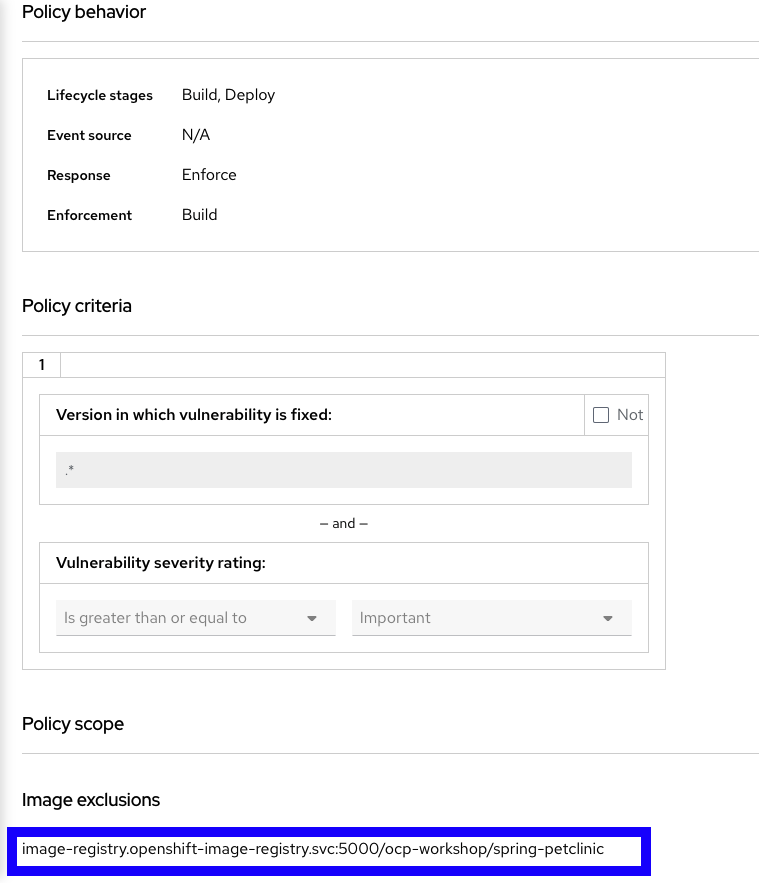 Policy behavior
Lifecycle stages Build, Deploy
Event source N/A
Response Enforce
Enforcement Build
Policy criteria
1
Version in which vulnerability is fixed: Not
.*
— and —
Vulnerability severity rating:
Is greater than or equal to Important
Policy scope
Image exclusions
image-registry.openshift-image-registry.svc:5000/ocp-workshop/spring-petclinic